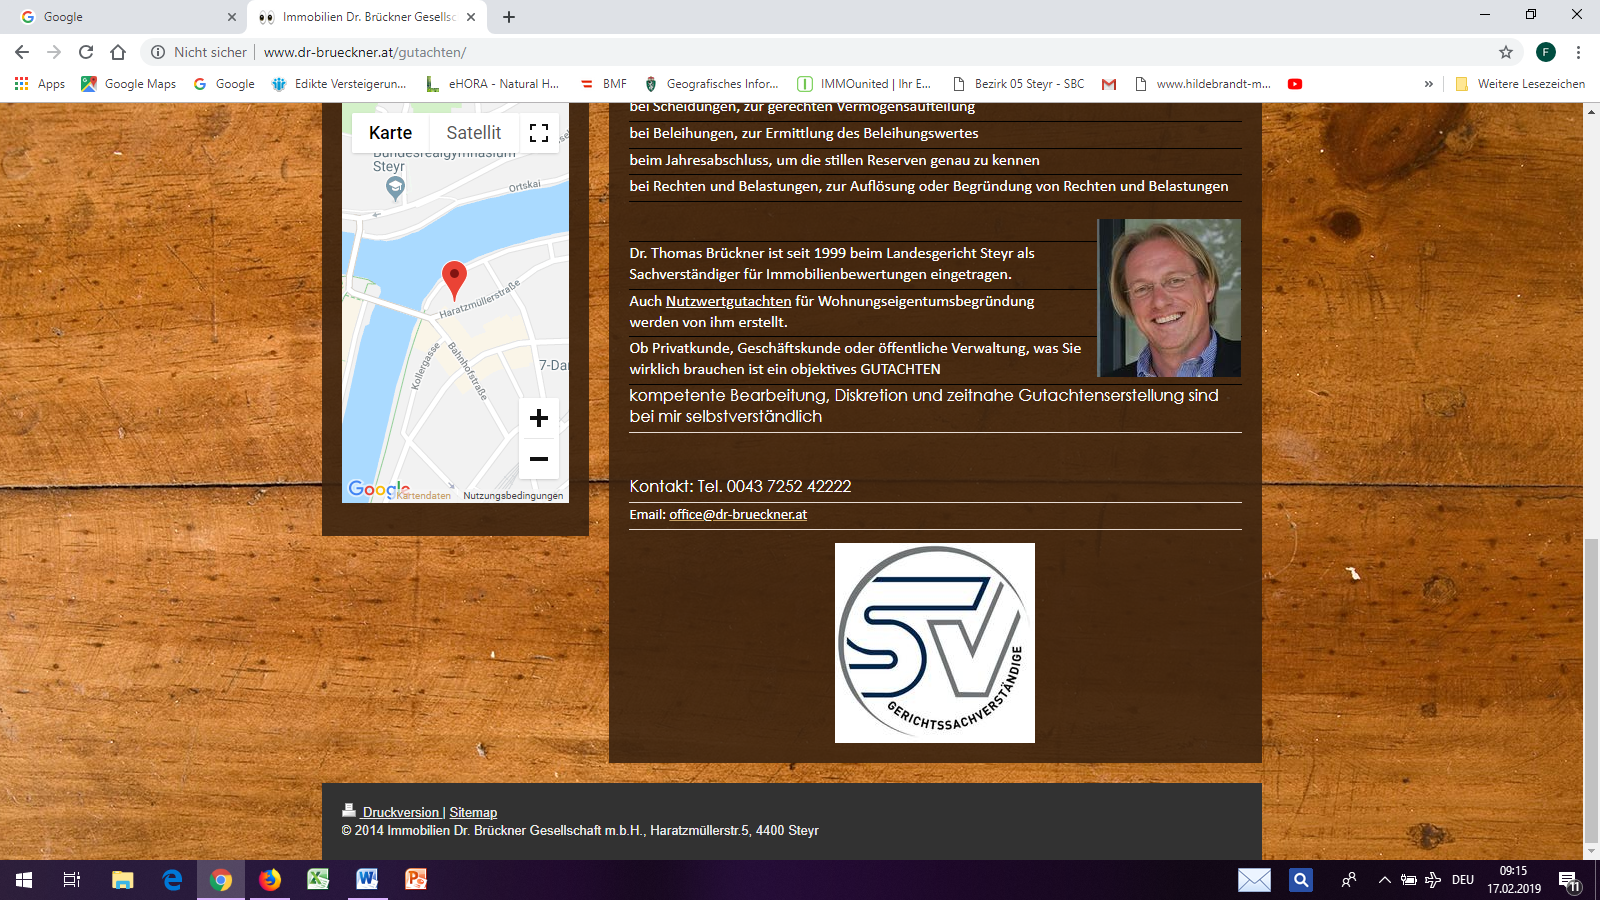 Google
Immobilien Dr. Brückner Gesellsc
Nicht sicher
www.dr-brueckner.at/gutachten/
F
Apps
Google Maps
Google
Edikte Versteigerun...
eHORA - Natural H...
BMF
Geografisches Infor...
IMMOunited | Ihr E...
Bezirk 05 Steyr - SBC
www.hildebrandt-m...
»
Weitere Lesezeichen
Karte
Satellit
Bundesrealgymnasium
Steyr
Ortskai
Haratzmüllerstraße
Kollergasse
Bahnhofstraße
7-Da
Google
Kartendaten
Nutzungsbedingungen
bei Scheidungen, zur gerechten Vermögensaufteilung
bei Beleihungen, zur Ermittlung des Beleihungswertes
beim Jahresabschluss, um die stillen Reserven genau zu kennen
bei Rechten und Belastungen, zur Auflösung oder Begründung von Rechten und Belastungen
Dr. Thomas Brückner ist seit 1999 beim Landesgericht Steyr als
Sachverständiger für Immobilienbewertungen eingetragen.
Auch Nutzwertgutachten für Wohnungseigentumsbegründung
werden von ihm erstellt.
Ob Privatkunde, Geschäftskunde oder öffentliche Verwaltung, was Sie
wirklich brauchen ist ein objektives GUTACHTEN
kompetente Bearbeitung, Diskretion und zeitnahe Gutachtenserstellung sind
bei mir selbstverständlich
Kontakt: Tel. 0043 7252 42222
Email: office@dr-brueckner.at
SV
GERICHTSSACHVERSTÄNDIGE
Druckversion | Sitemap
© 2014 Immobilien Dr. Brückner Gesellschaft m.b.H., Haratzmüllerstr.5, 4400 Steyr
DEU
09:15
17.02.2019
11